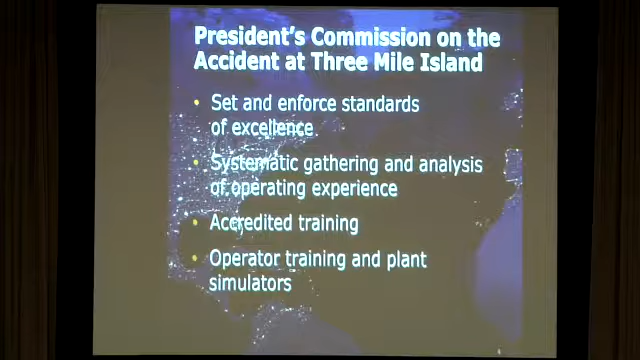 President's Commission on the
Accident at Three Mile Island
• Set and enforce standards
of excellence.
• Systematic gathering and analysis
of operating experience
• Accredited training
• Operator training and plant
simulators